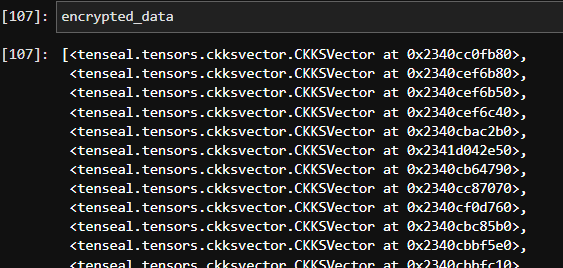 [107]: encrypted_data
[107]: [<tenseal.tensors.ckksvector.CKKSVector at 0x2340cc0fb80>,
<tenseal.tensors.ckksvector.CKKSVector at 0x2340cef6b80>,
<tenseal.tensors.ckksvector.CKKSVector at 0x2340cef6b50>,
<tenseal.tensors.ckksvector.CKKSVector at 0x2340cef6c40>,
<tenseal.tensors.ckksvector.CKKSVector at 0x2340cbac2b0>,
<tenseal.tensors.ckksvector.CKKSVector at 0x2341d042e50>,
<tenseal.tensors.ckksvector.CKKSVector at 0x2340cb64790>,
<tenseal.tensors.ckksvector.CKKSVector at 0x2340cc87070>,
<tenseal.tensors.ckksvector.CKKSVector at 0x2340cf0d760>,
<tenseal.tensors.ckksvector.CKKSVector at 0x2340cbc85b0>,
<tenseal.tensors.ckksvector.CKKSVector at 0x2340cbbf5e0>,
<tenseal.tensors.ckksvector.CKKSVector at 0x2340cbbfc10>,